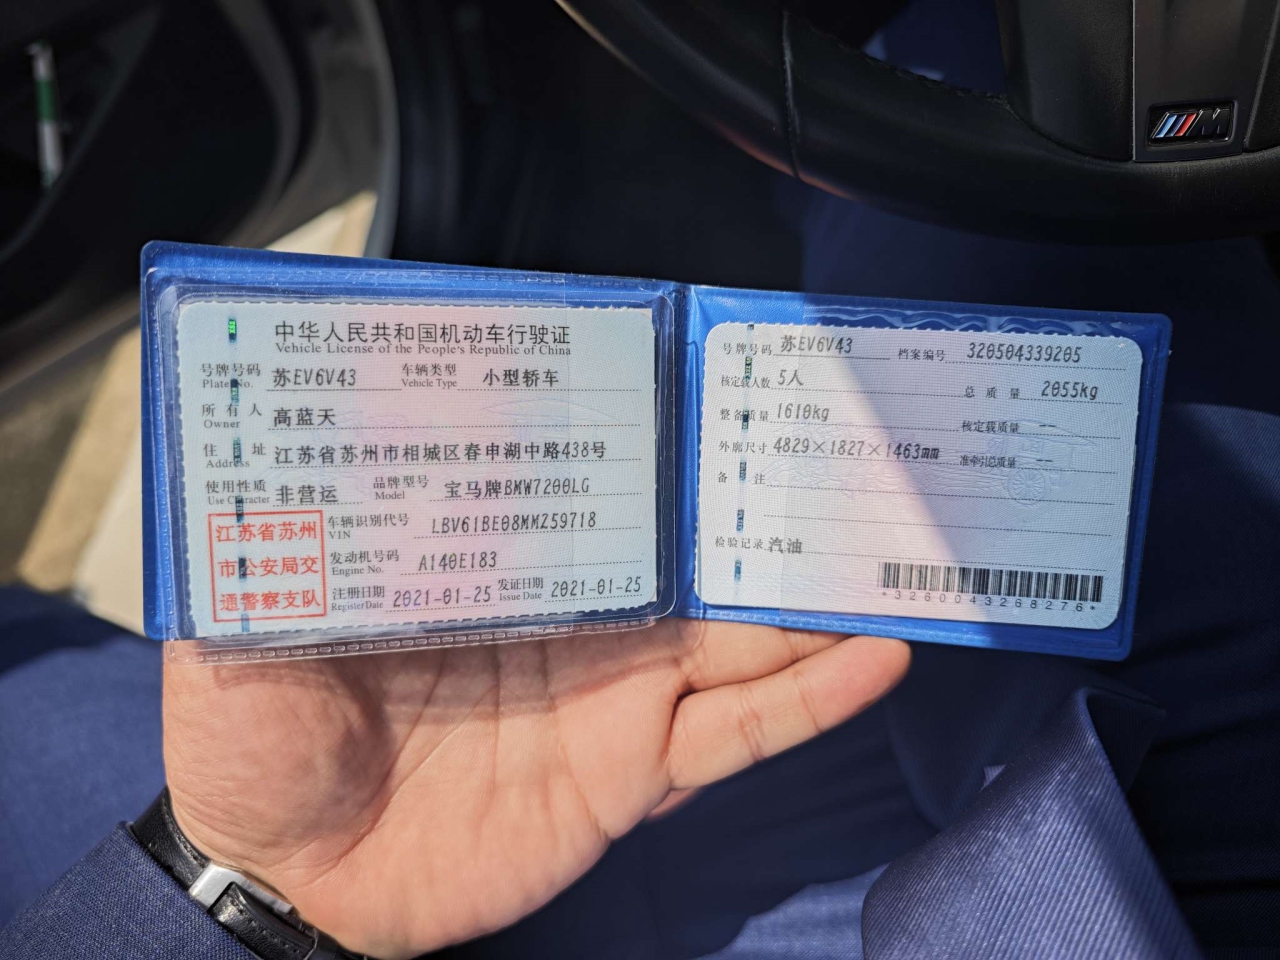 中华人民共和国机动车行驶证
Vehicle License of the People's Republic of China
号牌号码 Plate No. 苏EV6V43 车辆类型 Vehicle Type 小型轿车
所有人 Owner 高蓝天
住址 Address 江苏省苏州市相城区春申湖中路438号
使用性质 Use Character 非营运 品牌型号 Model 宝马牌BMW7200LG
江苏省苏州
市公安局交
通警察支队
车辆识别代号 VIN LBV61BE08MMZ59718
发动机号码 Engine No. A140E183
注册日期 Register Date 2021-01-25 发证日期 Issue Date 2021-01-25
号牌号码 苏EV6V43 档案编号 320504339205
核定载人数 5人 总质量 2055kg
整备质量 1610kg 核定载质量 --
外廓尺寸 4829×1827×1463mm 准牵引总质量 --
备注
检验记录 汽油
*3260043268276*
M